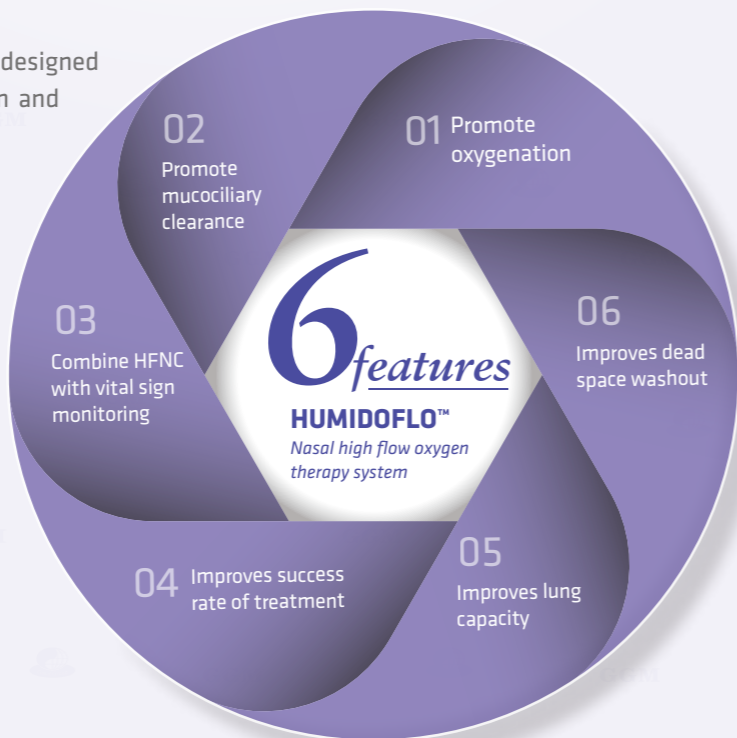 designed
and
02
Promote
mucociliary
clearance
01
Promote
oxygenation
03
Combine HFNC
with vital sign
monitoring
6
features
HUMIDOFLO™
Nasal high flow oxygen
therapy system
06
Improves dead
space washout
04
Improves success
rate of treatment
05
Improves lung
capacity